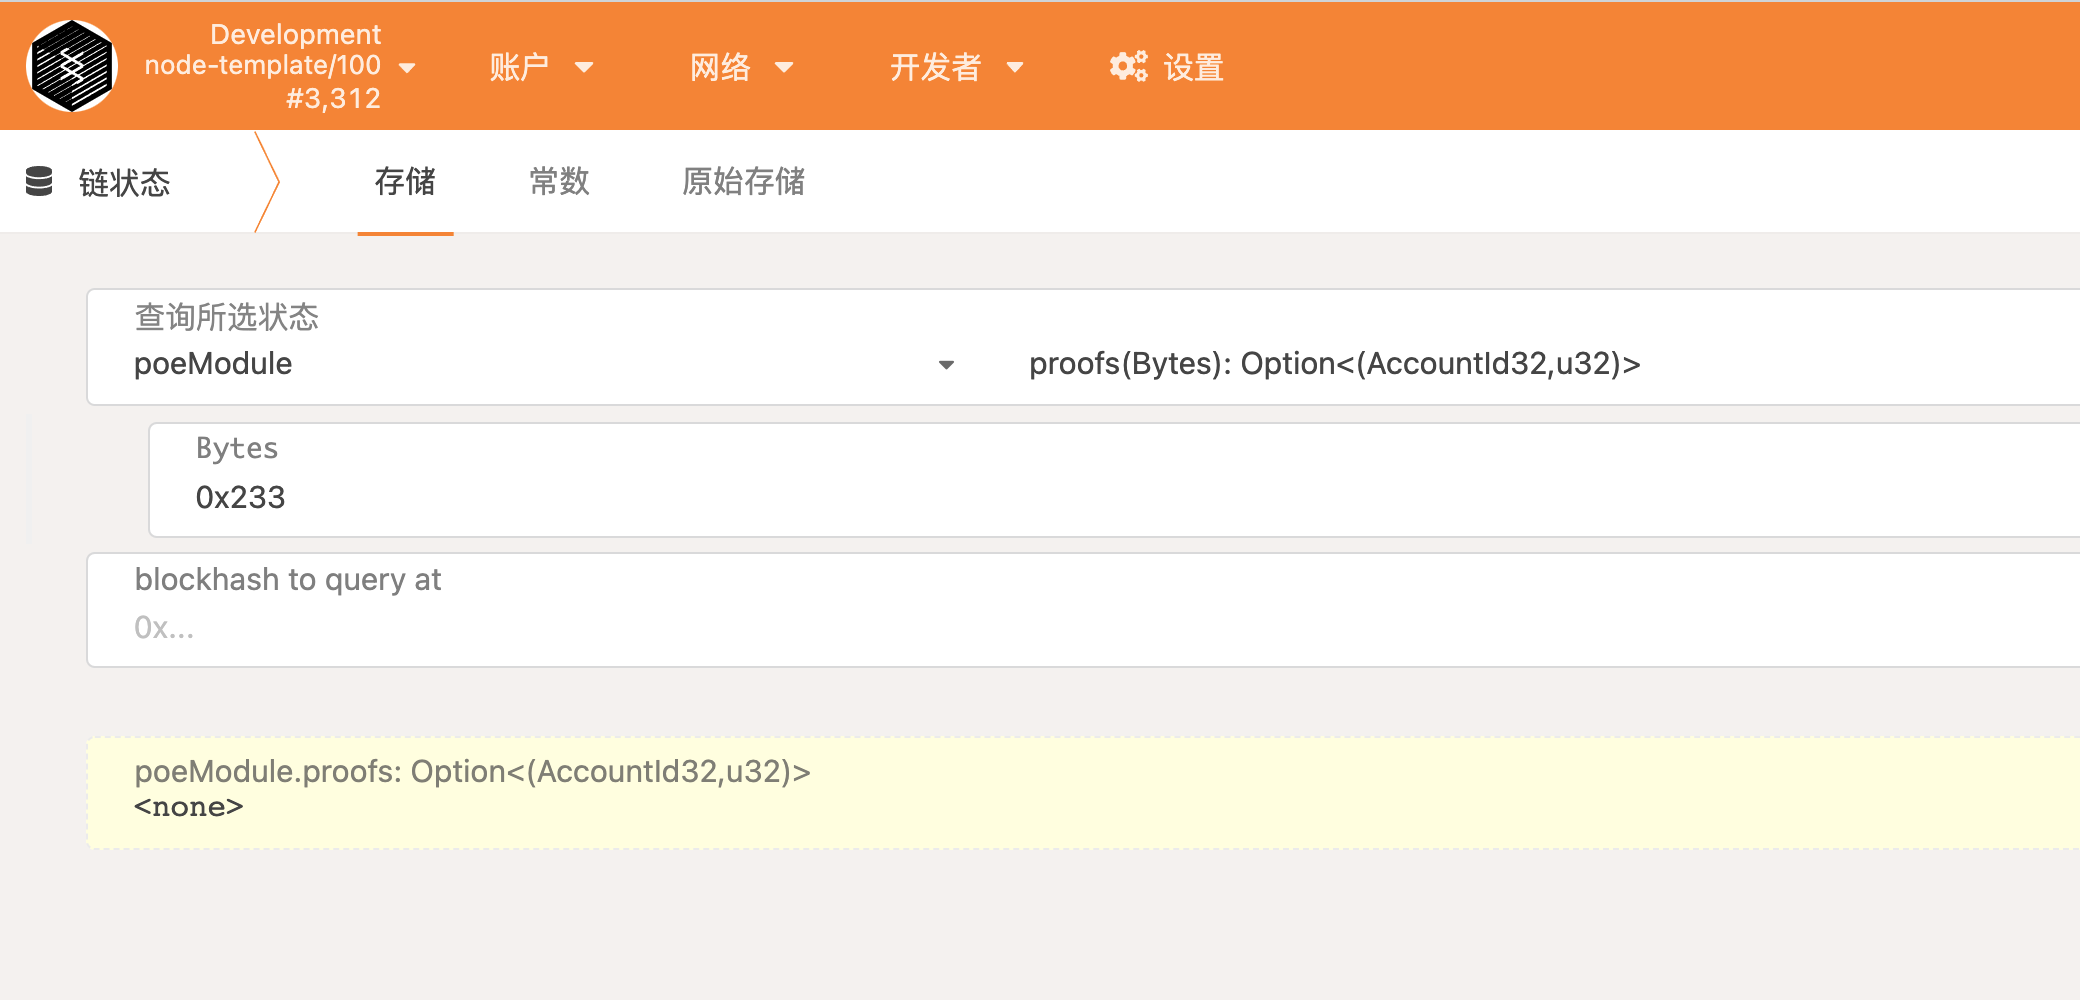 Development
node-template/100
#3,312
账户
网络
开发者
设置
链状态
存储
常数
原始存储
查询所选状态
poeModule
proofs(Bytes): Option<(AccountId32,u32)>
Bytes
0x233
blockhash to query at
0x...
poeModule.proofs: Option<(AccountId32,u32)>
<none>